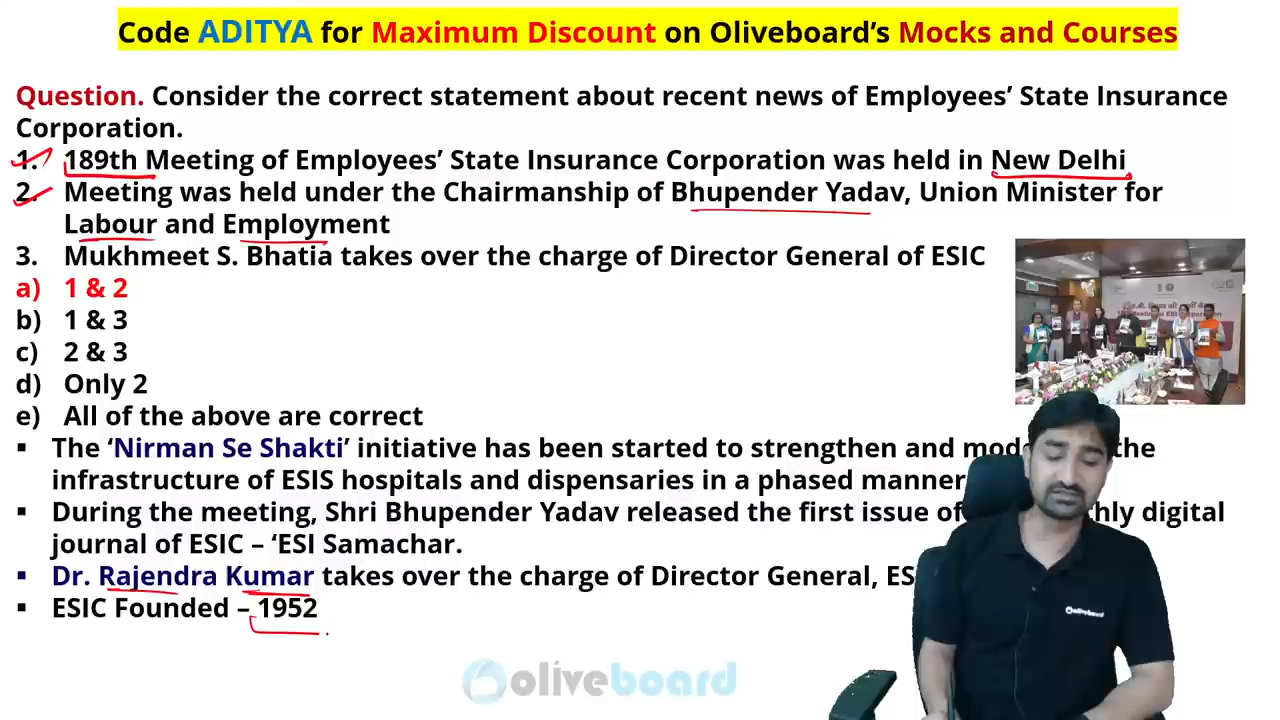 Code ADITYA for Maximum Discount on Oliveboard’s Mocks and Courses
Question. Consider the correct statement about recent news of Employees’ State Insurance
Corporation.
1. 189th Meeting of Employees’ State Insurance Corporation was held in New Delhi
2. Meeting was held under the Chairmanship of Bhupender Yadav, Union Minister for
Labour and Employment
3. Mukhmeet S. Bhatia takes over the charge of Director General of ESIC
a) 1 & 2
b) 1 & 3
c) 2 & 3
d) Only 2
e) All of the above are correct
▪ The ‘Nirman Se Shakti’ initiative has been started to strengthen and the
infrastructure of ESIS hospitals and dispensaries in a phased manner
▪ During the meeting, Shri Bhupender Yadav released the first issue of digital
journal of ESIC – ‘ESI Samachar.
▪ Dr. Rajendra Kumar takes over the charge of Director General,
▪ ESIC Founded – 1952
oliveboard
oliveboard